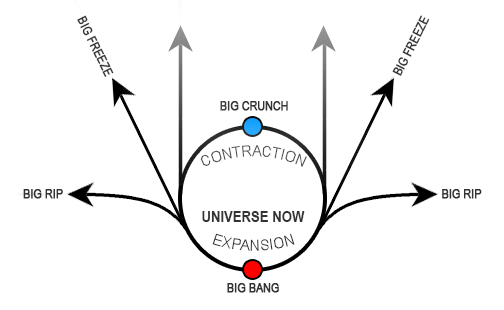 BIG FREEZE
BIG FREEZE
BIG CRUNCH
CONTRACTION
BIG RIP
BIG RIP
UNIVERSE NOW
EXPANSION
BIG BANG